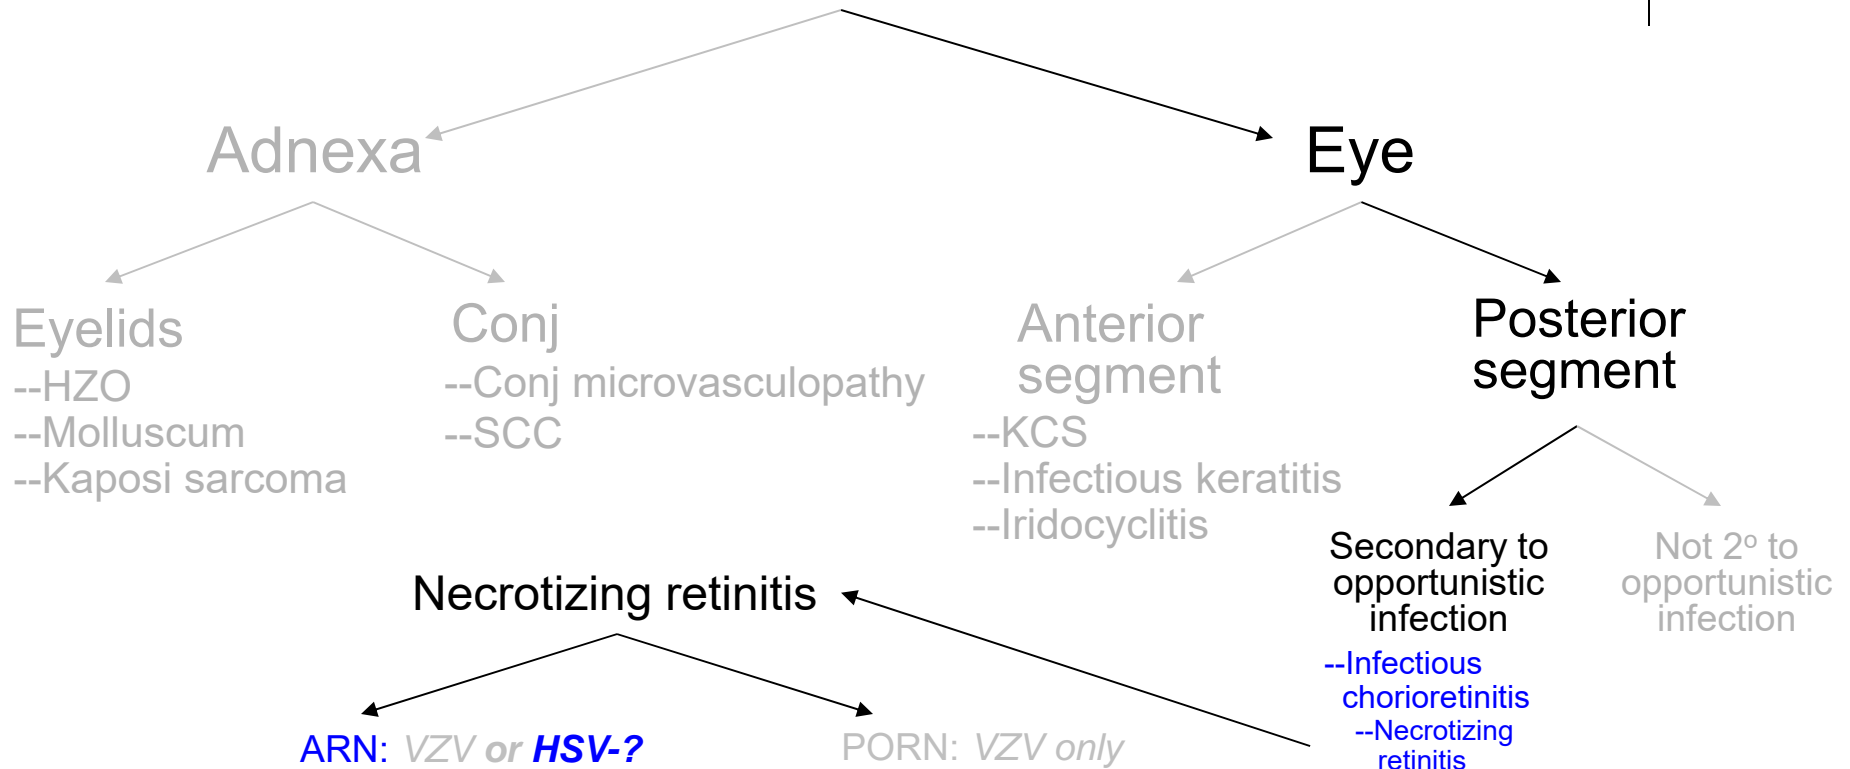 Adnexa
Eye
Eyelids
--HZO
--Molluscum
--Kaposi sarcoma
Conj
--Conj microvasculopathy
--SCC
Anterior
segment
--KCS
--Infectious keratitis
--Iridocyclitis
Posterior
segment
Secondary to
opportunistic
infection
--Infectious
chorioretinitis
--Necrotizing
retinitis
Not 2º to
opportunistic
infection
Necrotizing retinitis
ARN: VZV or HSV-?
PORN: VZV only